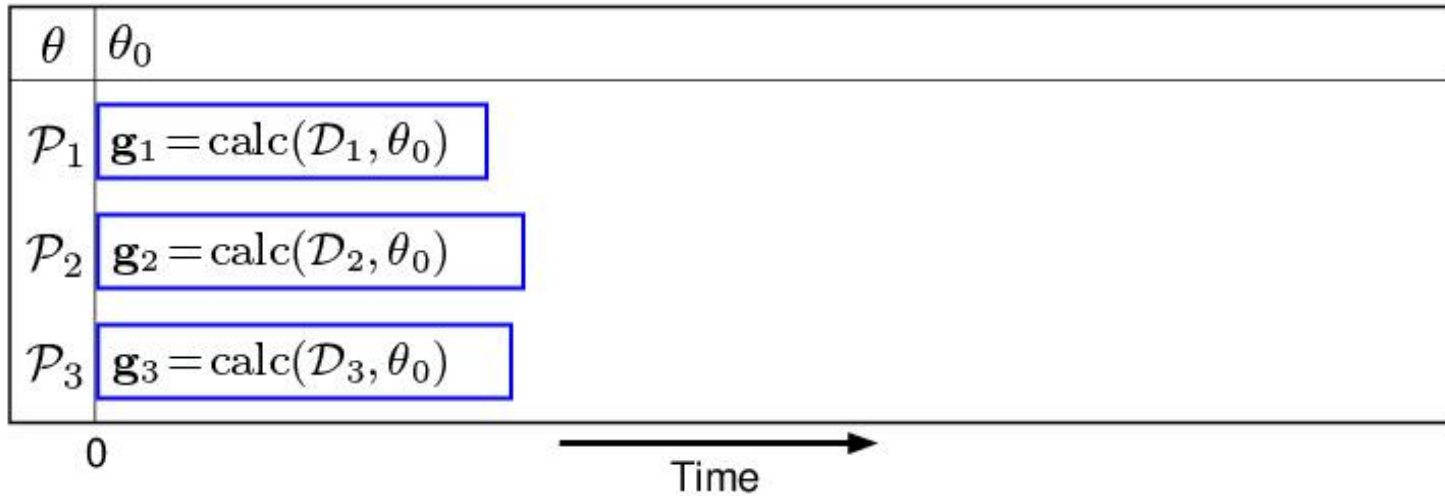 θ θ₀
𝒫₁ 𝐠₁ = calc(𝒟₁, θ₀)
𝒫₂ 𝐠₂ = calc(𝒟₂, θ₀)
𝒫₃ 𝐠₃ = calc(𝒟₃, θ₀)
0
Time